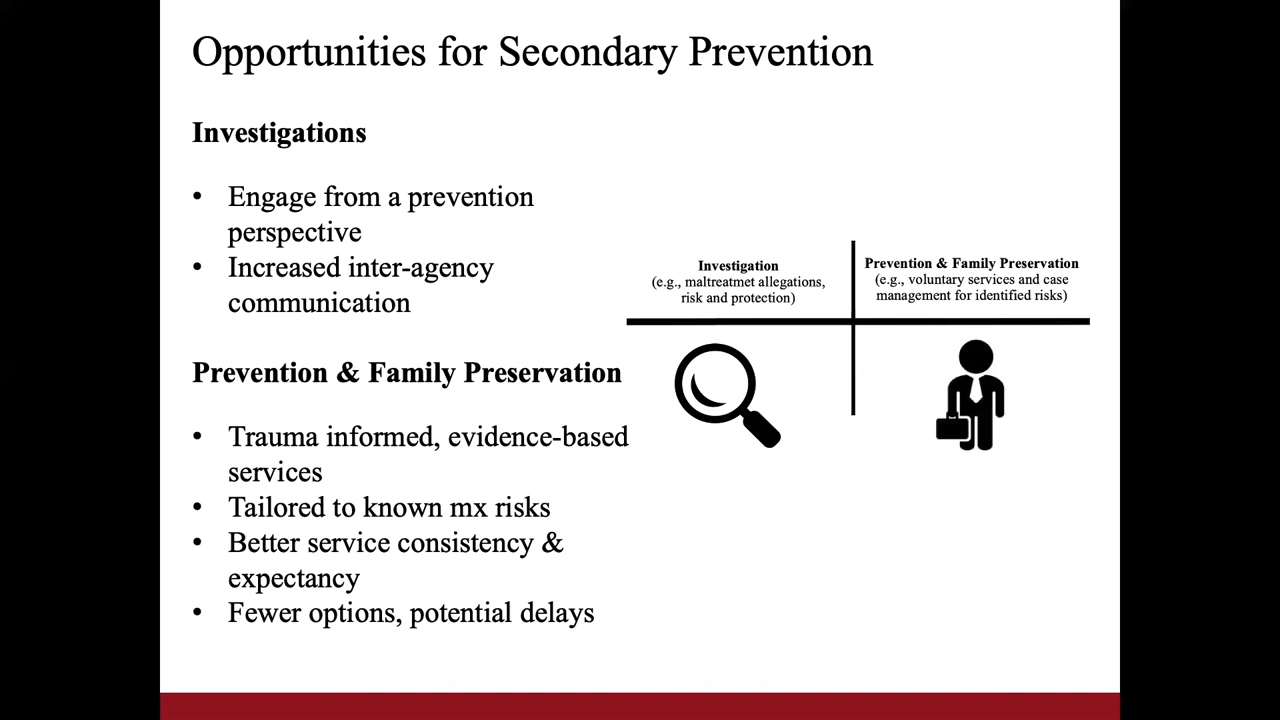 Opportunities for Secondary Prevention
Investigations
• Engage from a prevention
perspective
• Increased inter-agency
communication
Prevention & Family Preservation
• Trauma informed, evidence-based
services
• Tailored to known mx risks
• Better service consistency &
expectancy
• Fewer options, potential delays
Investigation
(e.g., maltreatmet allegations,
risk and protection)
Prevention & Family Preservation
(e.g., voluntary services and case
management for identified risks)